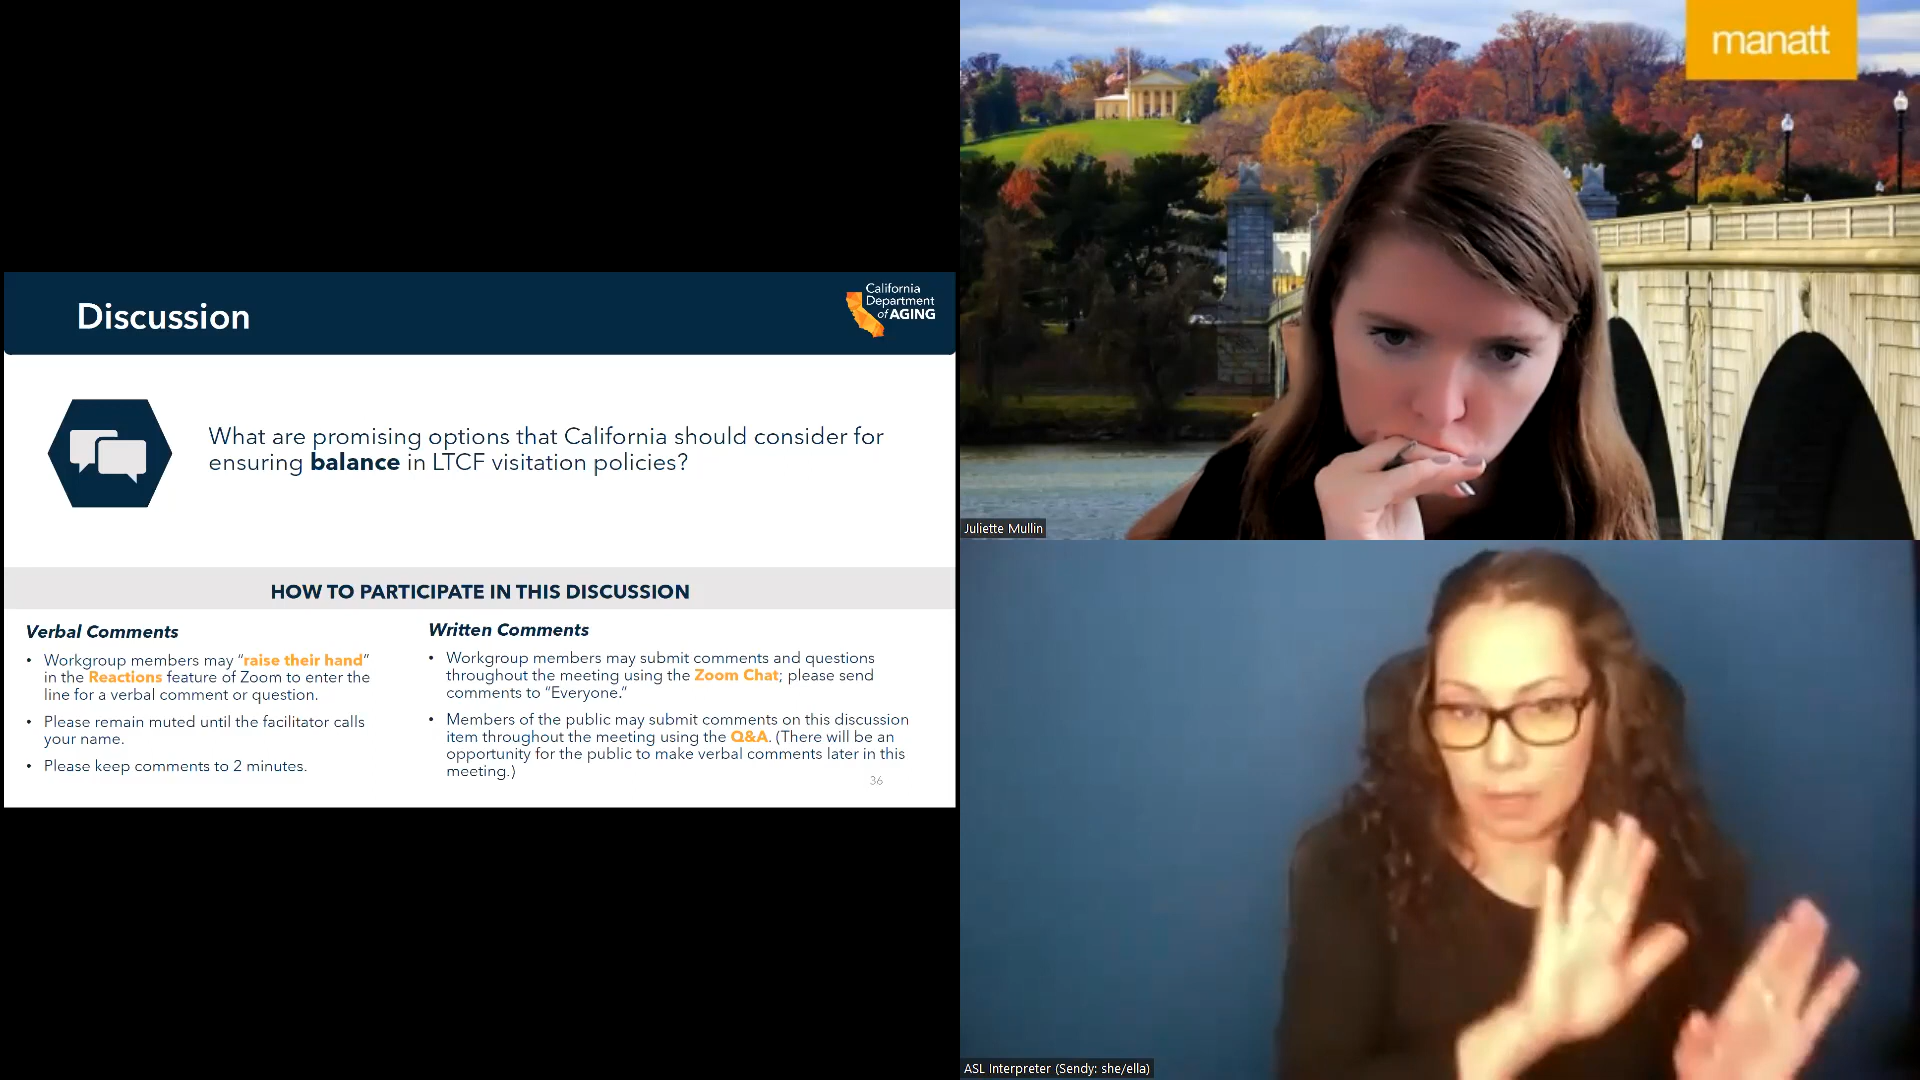 Discussion
California
Department
of AGING
What are promising options that California should consider for
ensuring balance in LTCF visitation policies?
HOW TO PARTICIPATE IN THIS DISCUSSION
Verbal Comments
• Workgroup members may “raise their hand”
in the Reactions feature of Zoom to enter the
line for a verbal comment or question.
• Please remain muted until the facilitator calls
your name.
• Please keep comments to 2 minutes.
Written Comments
• Workgroup members may submit comments and questions
throughout the meeting using the Zoom Chat; please send
comments to “Everyone.”
• Members of the public may submit comments on this discussion
item throughout the meeting using the Q&A. (There will be an
opportunity for the public to make verbal comments later in this
meeting.)
36
manatt
Juliette Mullin
ASL Interpreter (Sendy: she/ella)